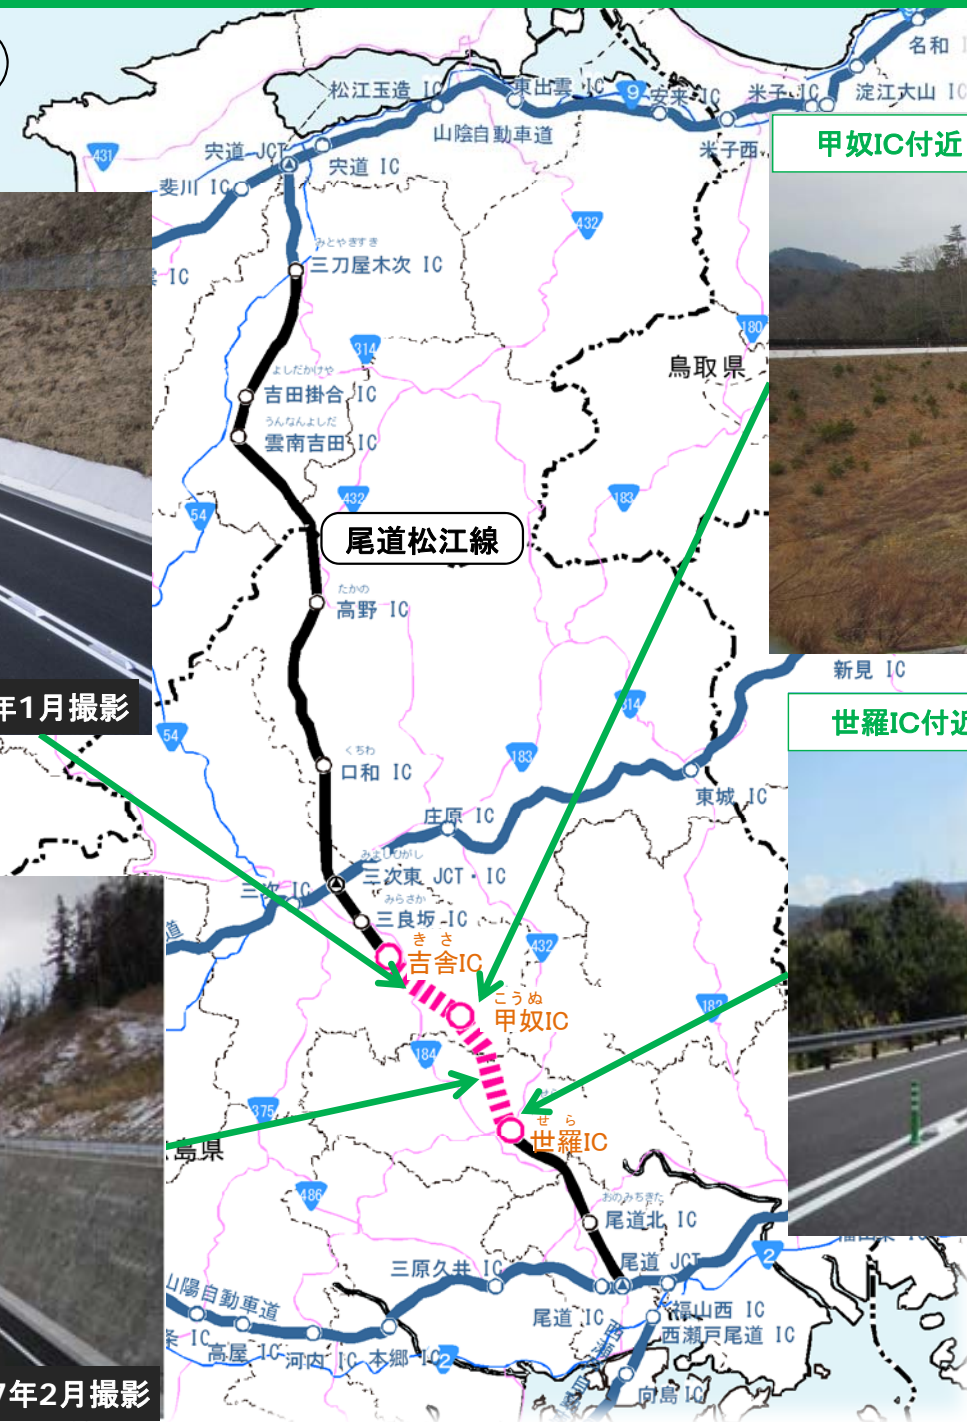 名和 I
松江玉造 IC
東出雲 IC
9
安来 IC
米子 IC
淀江大山 IC
山陰自動車道
米子西
甲奴IC付近
431
宍道 JCT
宍道 IC
斐川 IC
IC
432
みとやきすき
三刀屋木次 IC
180
314
鳥取県
よしだかけや
吉田掛合 IC
うんなんよしだ
雲南吉田 IC
432
183
54
尾道松江線
たかの
高野 IC
新見 IC
年1月撮影
314
世羅IC付近
54
183
くちわ
口和 IC
東城 IC
庄原 IC
みよしひがし
三次東 JCT・IC
三次 IC
みらさか
三良坂 IC
道
きさ
吉舎IC
432
こうぬ
甲奴IC
182
184
375
せら
世羅IC
島県
486
おのみちきた
尾道北 IC
尾道 JCT
2
三原久井 IC
山陽自動車道
尾道 IC
福山西 IC
西瀬戸尾道 IC
条 IC
高屋 IC
河内 IC
本郷 IC
2
向島 IC
7年2月撮影